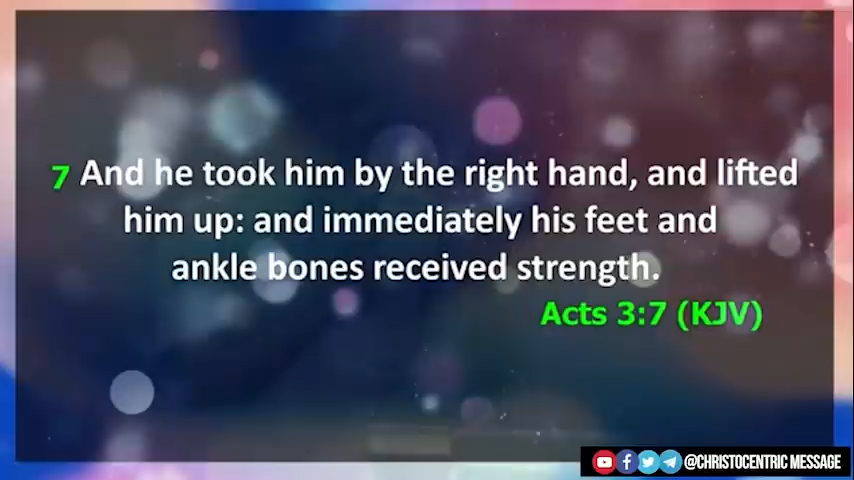 7 And he took him by the right hand, and lifted
him up: and immediately his feet and
ankle bones received strength.
Acts 3:7 (KJV)
@CHRISTOCENTRIC MESSAGE